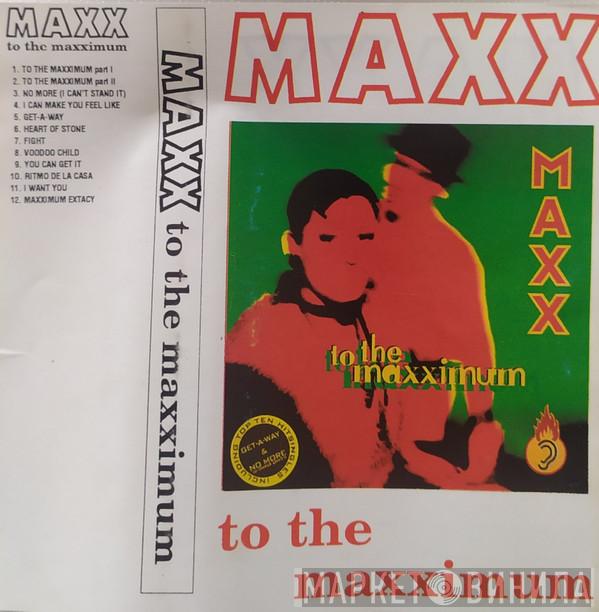 MAXX
to the maxximum
1. TO THE MAXXIMUM part I
2. TO THE MAXXIMUM part II
3. NO MORE (I CAN'T STAND IT)
4. I CAN MAKE YOU FEEL LIKE
5. GET-A-WAY
6. HEART OF STONE
7. FIGHT
8. VOODOO CHILD
9. YOU CAN GET IT
10. RITMO DE LA CASA
11. I WANT YOU
12. MAXXIMUM EXTACY
MAXX to the maxximum
MAXX
MAXX
to the
maxximum
INCLUDING TOP TEN HITSINGLES
GET-A-WAY
&
NO MORE
to the
maxximum
МАРКЕТ ВИНИЛА